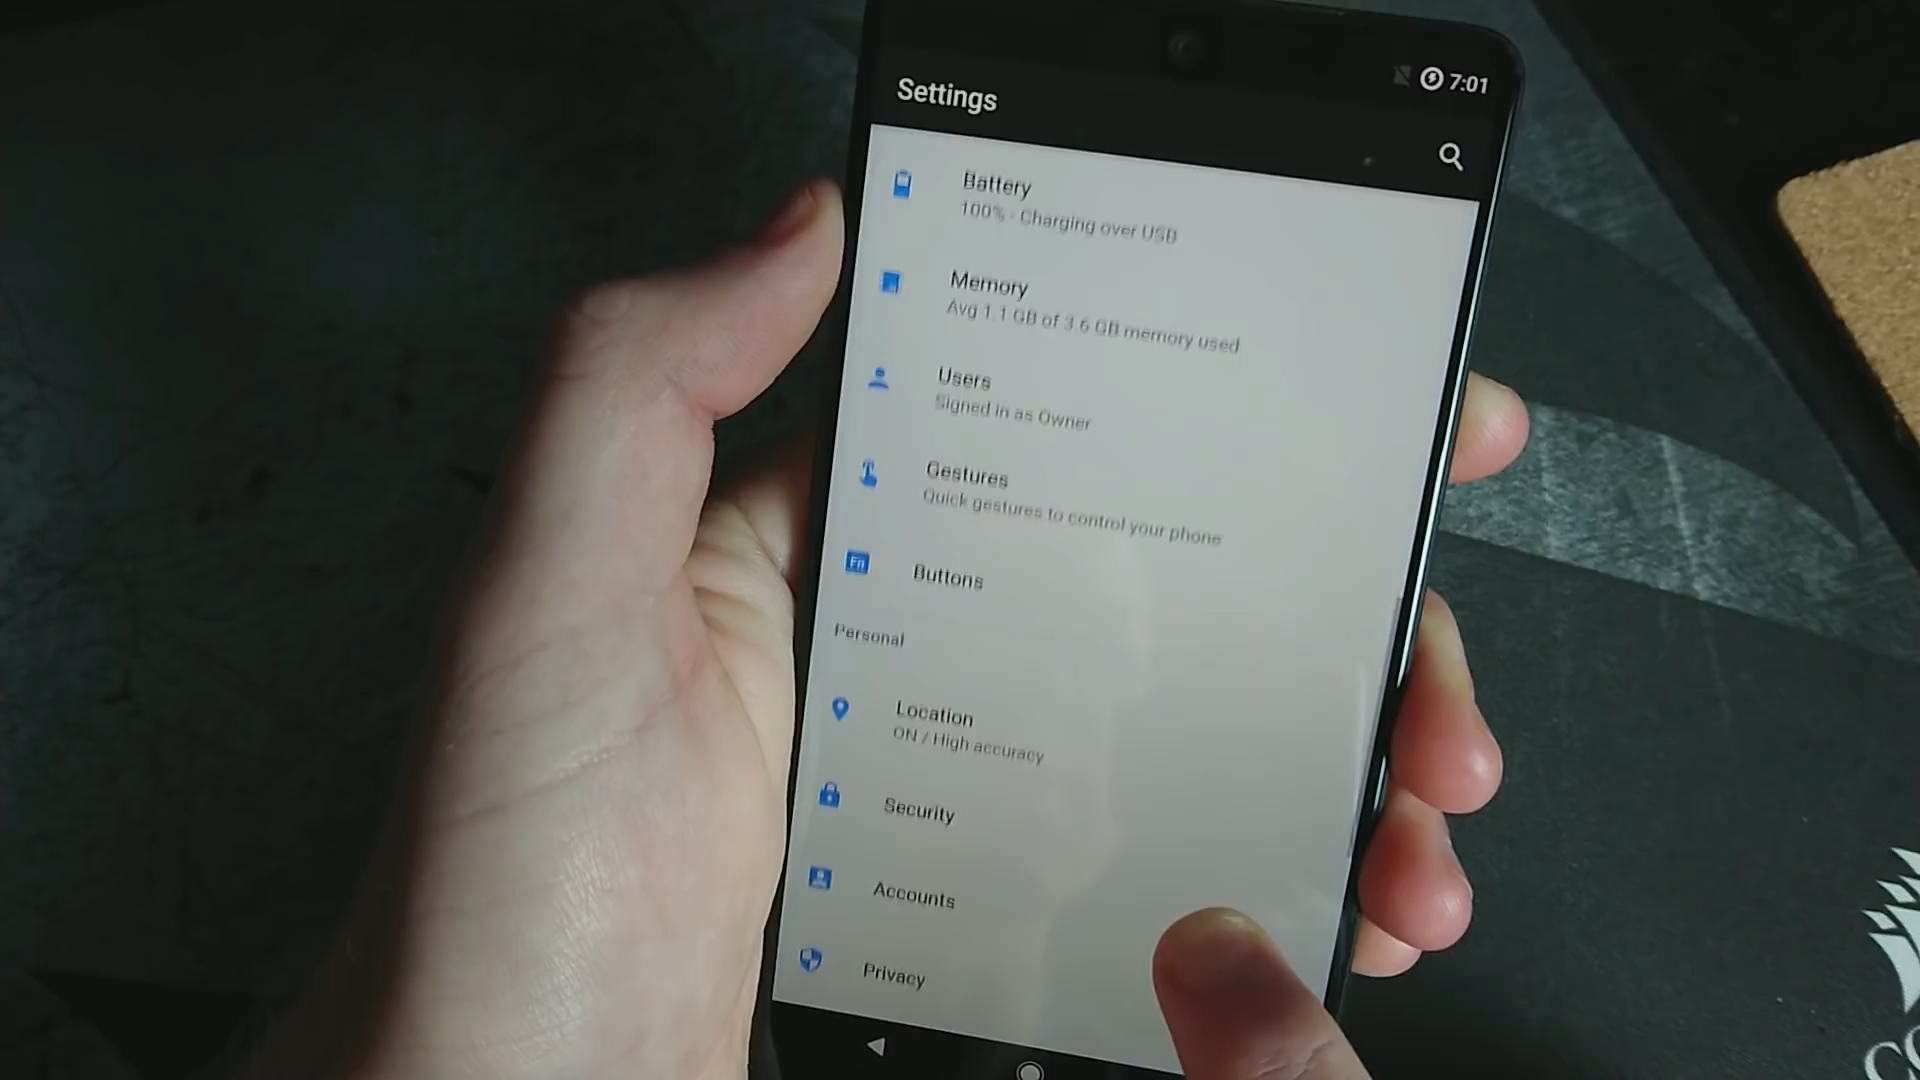 7:01
Settings
Battery
100% - Charging over USB
Memory
Avg 1.1 GB of 3.6 GB memory used
Users
Signed in as Owner
Gestures
Quick gestures to control your phone
Fn
Buttons
Personal
Location
ON / High accuracy
Security
Accounts
Privacy